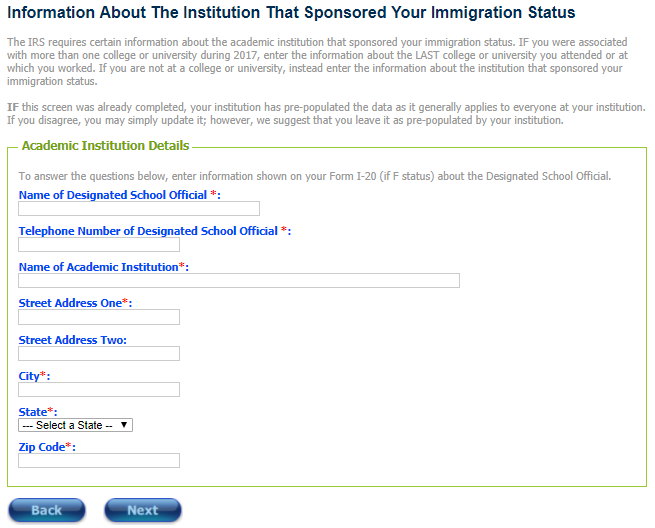 Information About The Institution That Sponsored Your Immigration Status
The IRS requires certain information about the academic institution that sponsored your immigration status. IF you were associated
with more than one college or university during 2017, enter the information about the LAST college or university you attended or at
which you worked. If you are not at a college or university, instead enter the information about the institution that sponsored your
immigration status.
IF this screen was already completed, your institution has pre-populated the data as it generally applies to everyone at your institution.
If you disagree, you may simply update it; however, we suggest that you leave it as pre-populated by your institution.
Academic Institution Details
To answer the questions below, enter information shown on your Form I-20 (if F status) about the Designated School Official.
Name of Designated School Official *:
Telephone Number of Designated School Official *:
Name of Academic Institution*:
Street Address One*:
Street Address Two:
City*:
State*:
--- Select a State --
Zip Code*:
Back Next